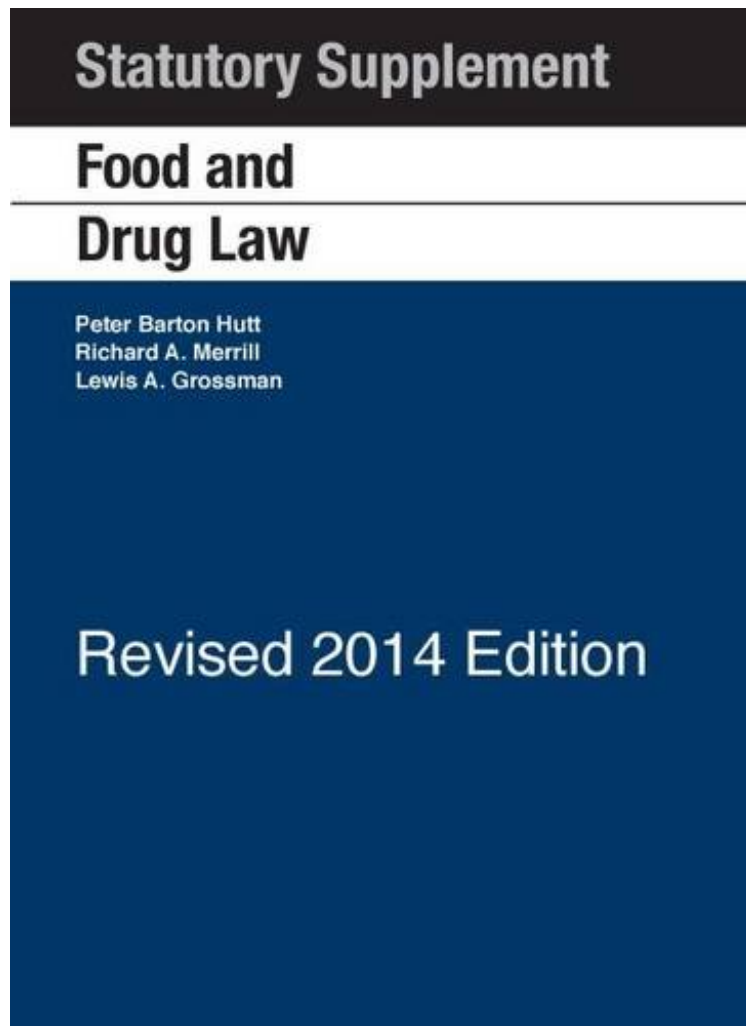 Statutory Supplement
Food and
Drug Law
Peter Barton Hutt
Richard A. Merrill
Lewis A. Grossman
Revised 2014 Edition